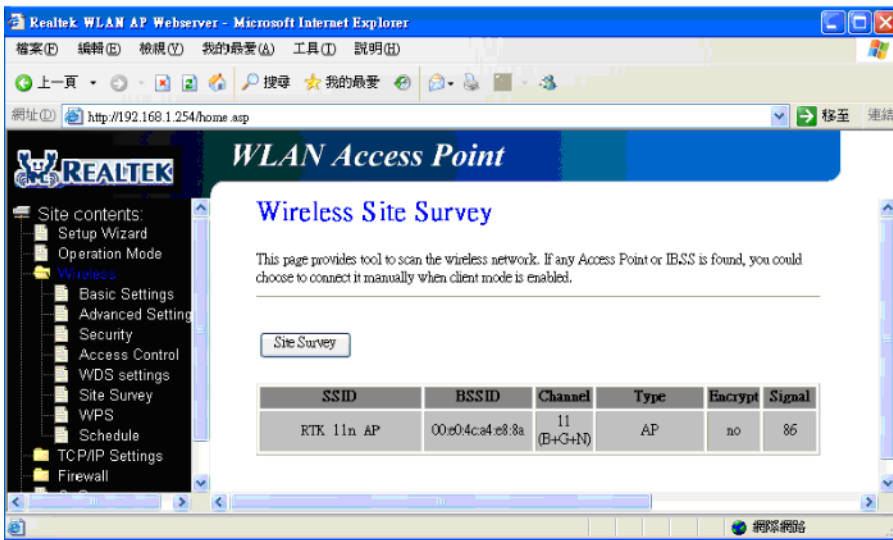 Realtek WLAN AP Webserver - Microsoft Internet Explorer
檔案(F) 編輯(E) 檢視(V) 我的最愛(A) 工具(T) 說明(H)
上一頁 搜尋 我的最愛
網址(D) http://192.168.1.254/home.asp 移至 連結
REALTEK
WLAN Access Point
Site contents:
Setup Wizard
Operation Mode
Wireless
Basic Settings
Advanced Setting
Security
Access Control
WDS settings
Site Survey
WPS
Schedule
TCP/IP Settings
Firewall
Wireless Site Survey
This page provides tool to scan the wireless network. If any Access Point or IBSS is found, you could
choose to connect it manually when client mode is enabled.
Site Survey
SSID BSSID Channel Type Encrypt Signal
RTK 11n AP 00:e0:4c:a4:e8:8a 11 (B+G+N) AP no 86
網際網路